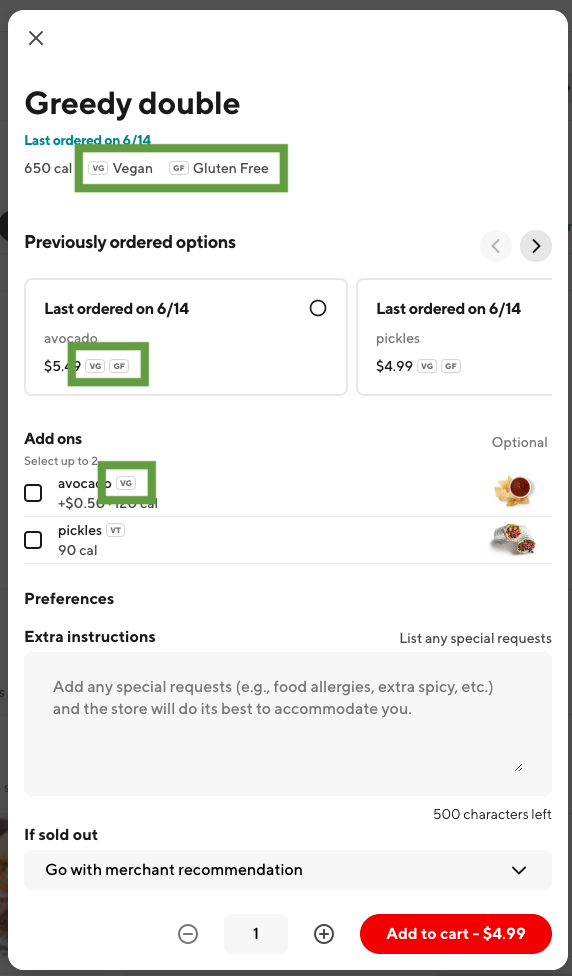 Greedy double
Last ordered on 6/14
650 cal VG Vegan GF Gluten Free
Previously ordered options
Last ordered on 6/14
avocado
$5.49 VG GF
Last ordered on 6/14
pickles
$4.99 VG GF
Add ons
Optional
Select up to 2
avocado VG
+$0.50 • 120 cal
pickles VT
90 cal
Preferences
Extra instructions
List any special requests
Add any special requests (e.g., food allergies, extra spicy, etc.)
and the store will do its best to accommodate you.
500 characters left
If sold out
Go with merchant recommendation
1
Add to cart - $4.99